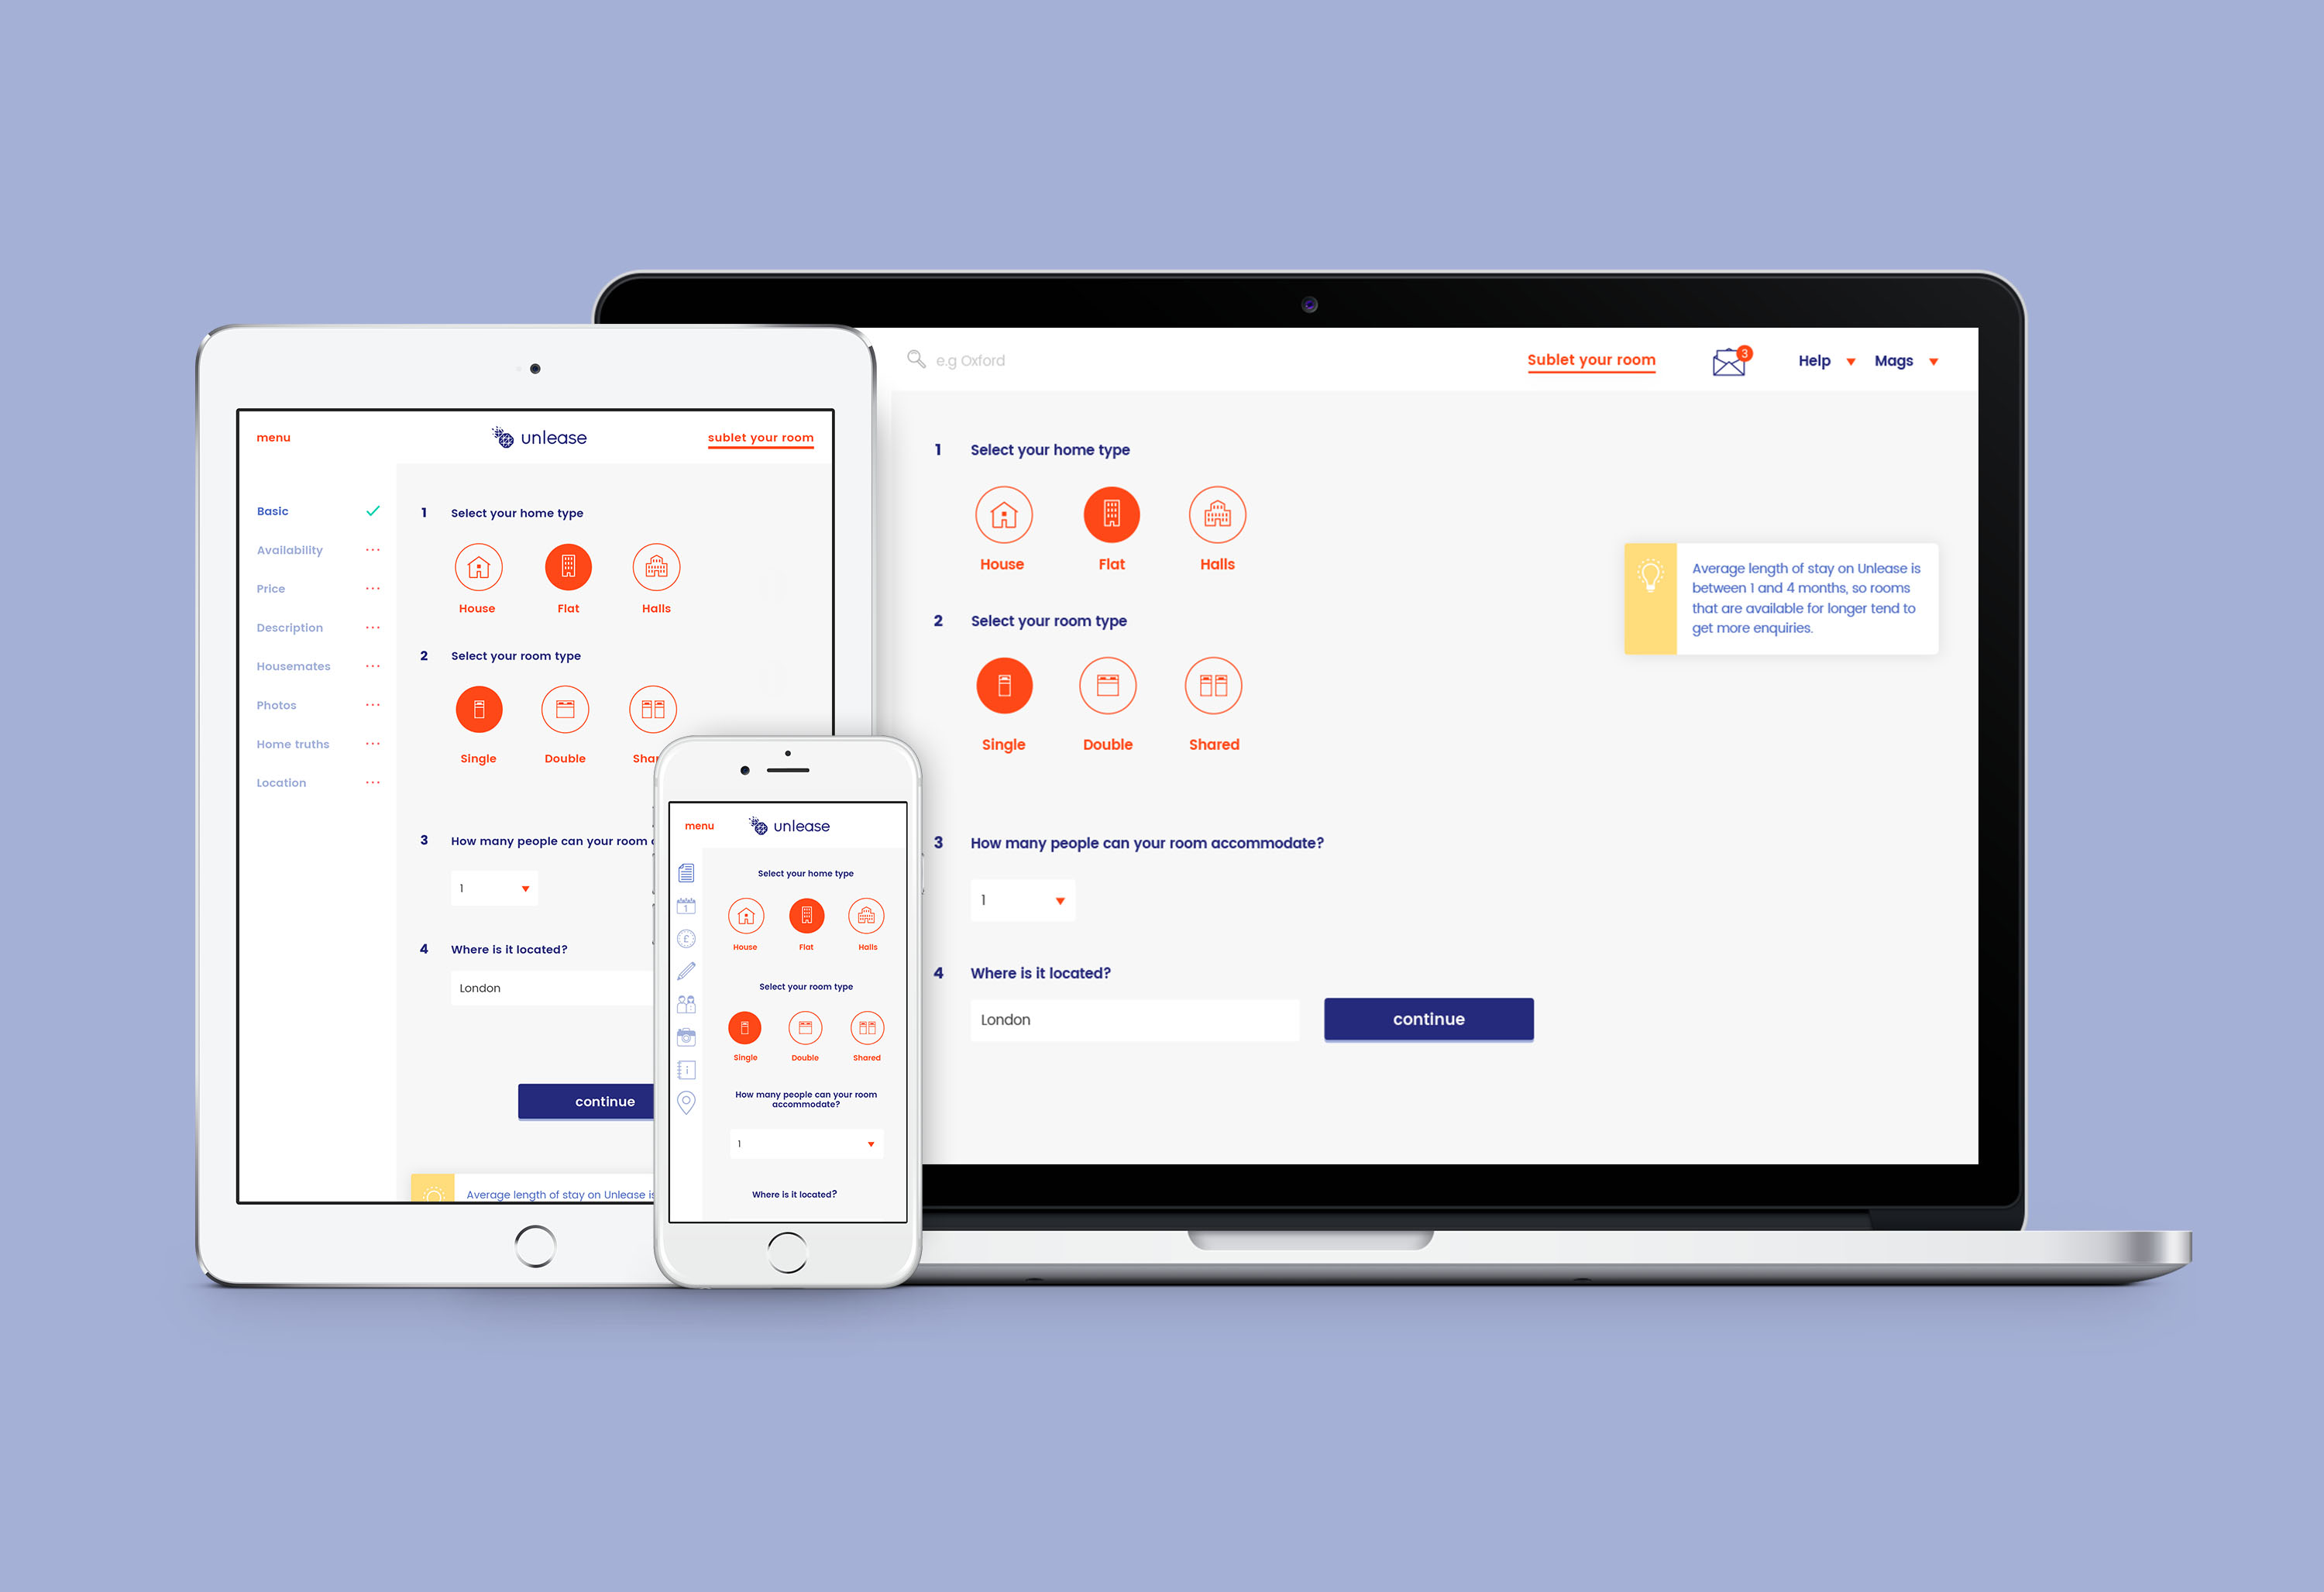 menu
unlease
sublet your room
Basic
Availability
Price
Description
Housemates
Photos
Home truths
Location
1 Select your home type
House Flat Halls
2 Select your room type
Single Double
3 How many people can your room
1
4 Where is it located?
London
continue
Average length of stay on Unlease is
menu
unlease
Select your home type
House Flat Halls
Select your room type
Single Double Shared
How many people can your room
accommodate?
1
Where is it located?
1
£
i
e.g Oxford
Sublet your room
3
Help
Mags
1 Select your home type
House Flat Halls
2 Select your room type
Single Double Shared
3 How many people can your room accommodate?
1
4 Where is it located?
London
continue
Average length of stay on Unlease is
between 1 and 4 months, so rooms
that are available for longer tend to
get more enquiries.